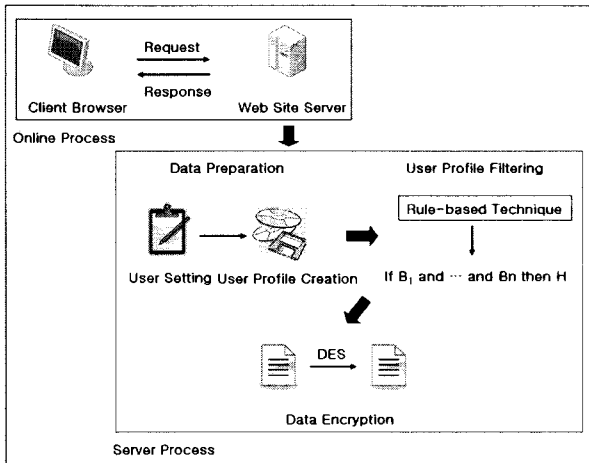 Request
Response
Client Browser
Web Site Server
Online Process
Data Preparation
User Profile Filtering
Rule-based Technique
User Setting
User Profile Creation
If B₁ and ⋯ and Bn then H
DES
Data Encryption
Server Process